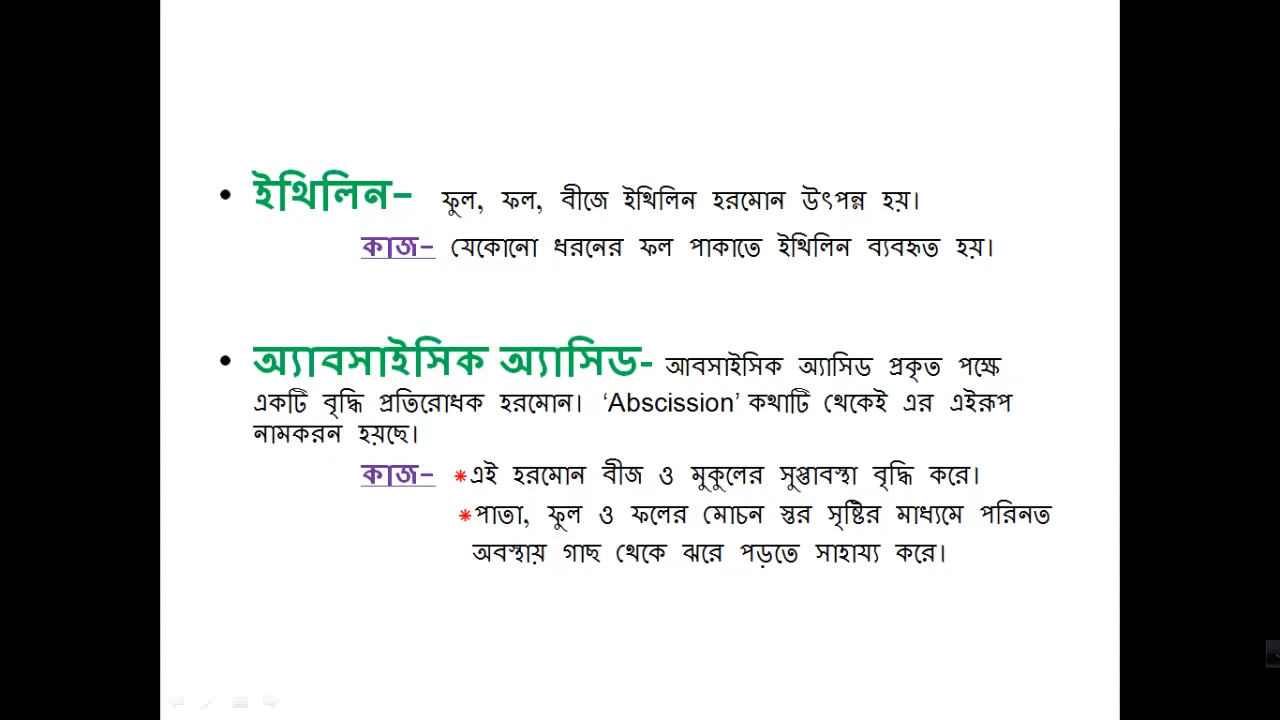 • ইথিলিন– ফুল, ফল, বীজে ইথিলিন হরমোন উৎপন্ন হয়।
কাজ– যেকোনো ধরনের ফল পাকাতে ইথিলিন ব্যবহৃত হয়।
• অ্যাবসাইসিক অ্যাসিড- আবসাইসিক অ্যাসিড প্রকৃত পক্ষে
একটি বৃদ্ধি প্রতিরোধক হরমোন। ‘Abscission’ কথাটি থেকেই এর এইরূপ
নামকরন হয়ছে।
কাজ– *এই হরমোন বীজ ও মুকুলের সুপ্তাবস্থা বৃদ্ধি করে।
*পাতা, ফুল ও ফলের মোচন স্তর সৃষ্টির মাধ্যমে পরিনত
অবস্থায় গাছ থেকে ঝরে পড়তে সাহায্য করে।